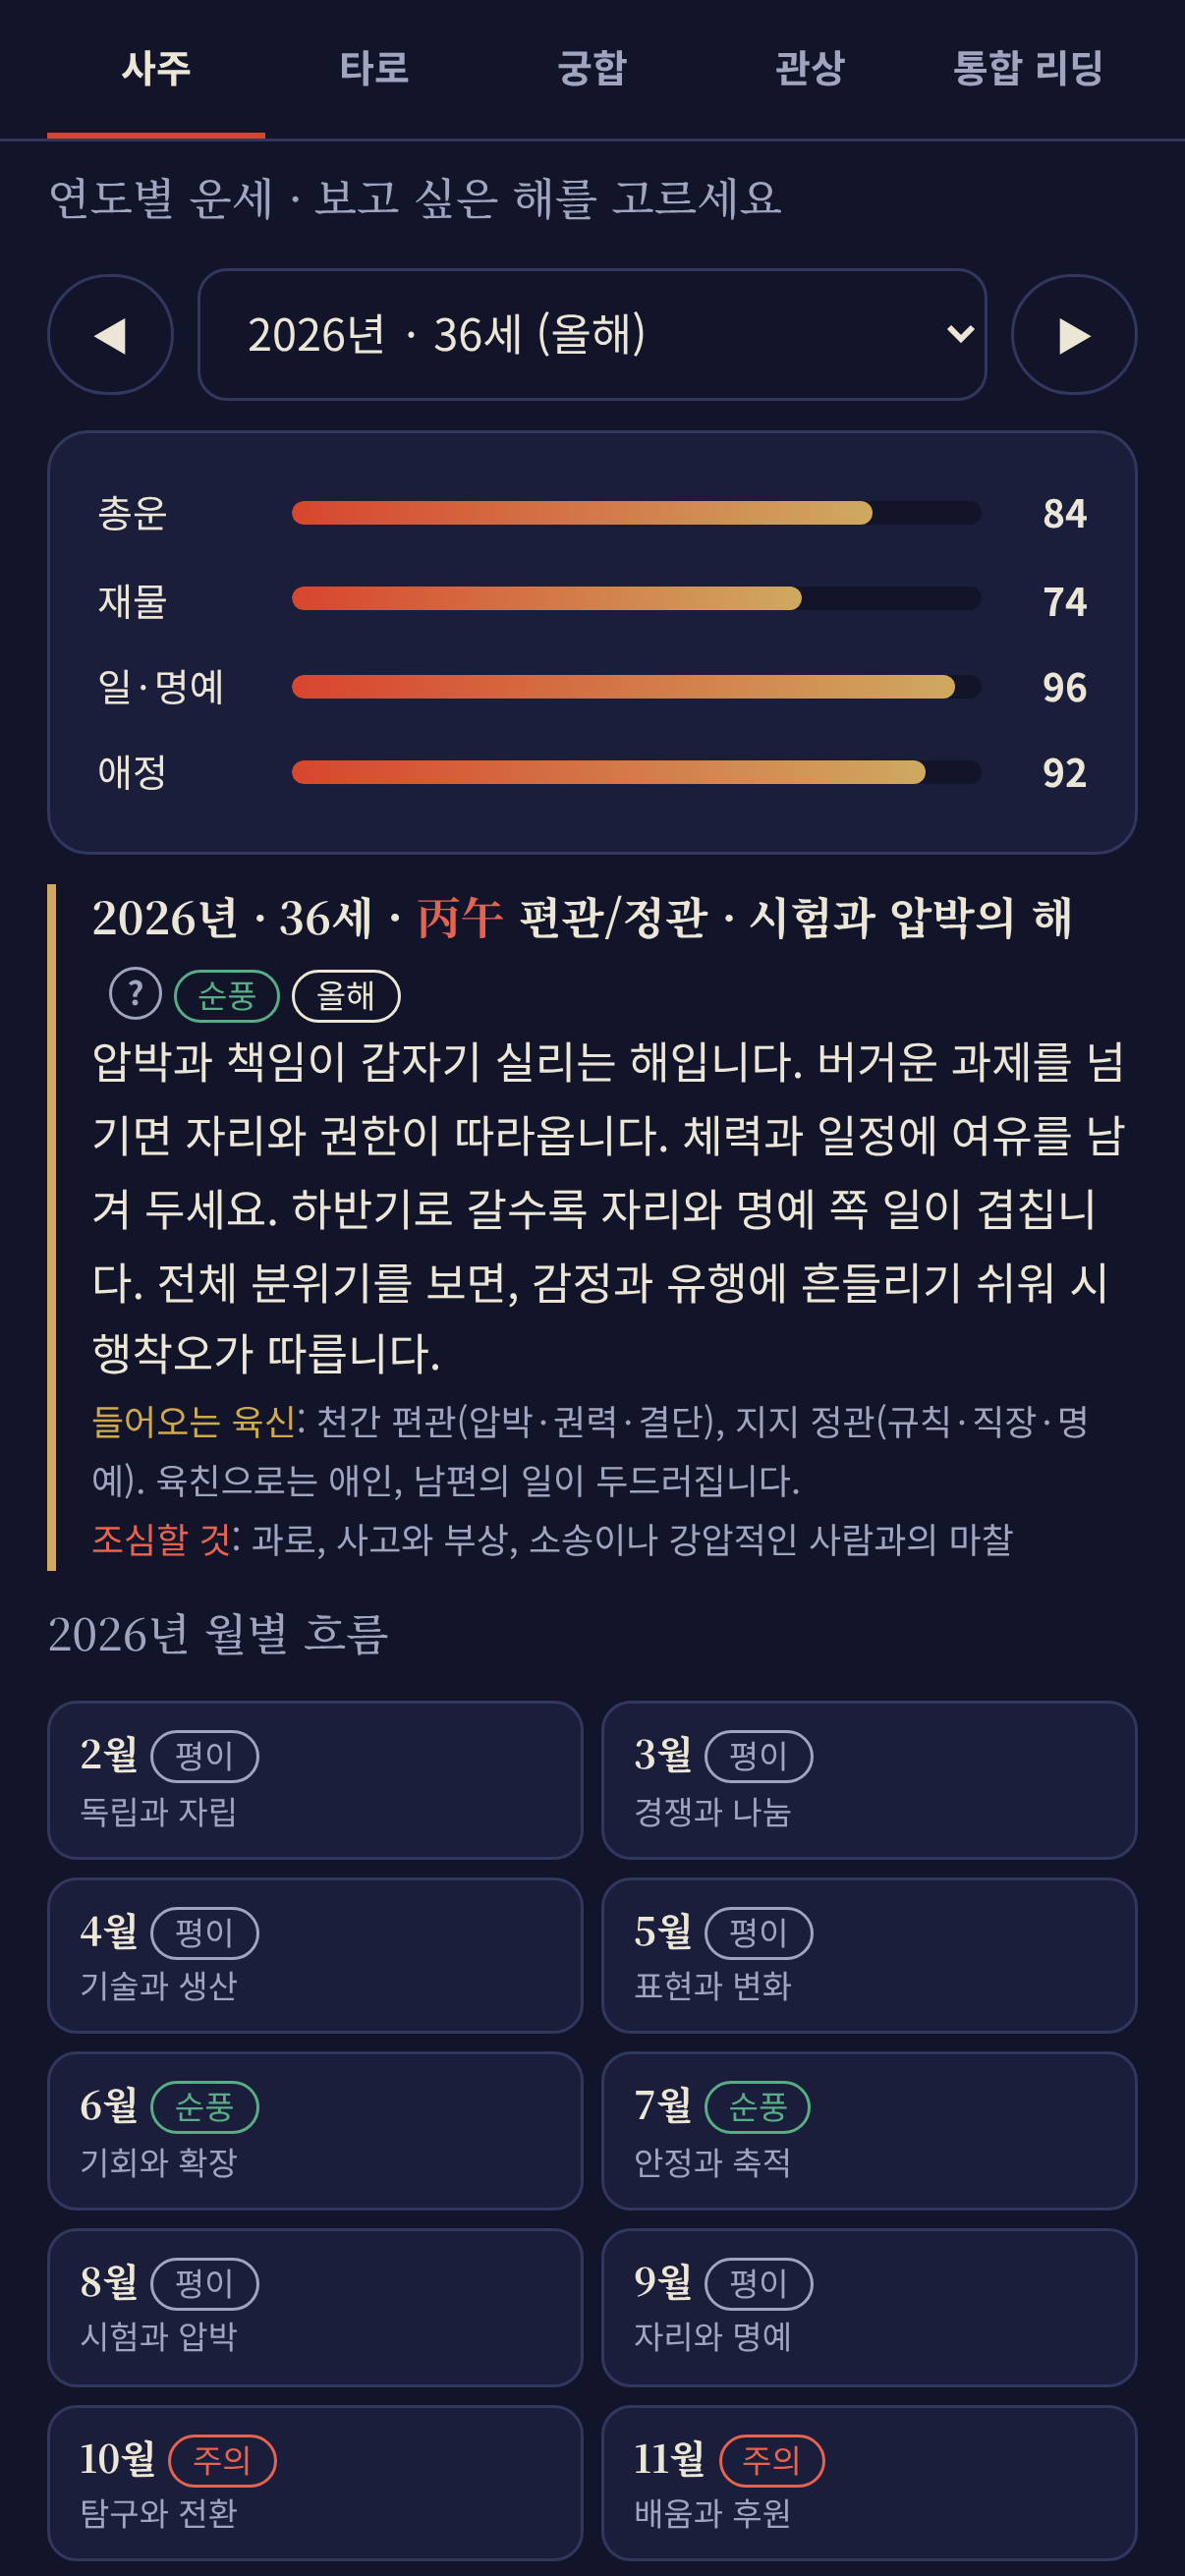 사주 타로 궁합 관상 통합 리딩
연도별 운세 · 보고 싶은 해를 고르세요
◀ 2026년 · 36세 (올해) ▶
총운 84
재물 74
일·명예 96
애정 92
2026년 · 36세 · 丙午 편관/정관 · 시험과 압박의 해
? 순풍 올해
압박과 책임이 갑자기 실리는 해입니다. 버거운 과제를 넘
기면 자리와 권한이 따라옵니다. 체력과 일정에 여유를 남
겨 두세요. 하반기로 갈수록 자리와 명예 쪽 일이 겹칩니
다. 전체 분위기를 보면, 감정과 유행에 흔들리기 쉬워 시
행착오가 따릅니다.
들어오는 육신: 천간 편관(압박·권력·결단), 지지 정관(규칙·직장·명
예). 육친으로는 애인, 남편의 일이 두드러집니다.
조심할 것: 과로, 사고와 부상, 소송이나 강압적인 사람과의 마찰
2026년 월별 흐름
2월 평이
독립과 자립
3월 평이
경쟁과 나눔
4월 평이
기술과 생산
5월 평이
표현과 변화
6월 순풍
기회와 확장
7월 순풍
안정과 축적
8월 평이
시험과 압박
9월 평이
자리와 명예
10월 주의
탐구와 전환
11월 주의
배움과 후원